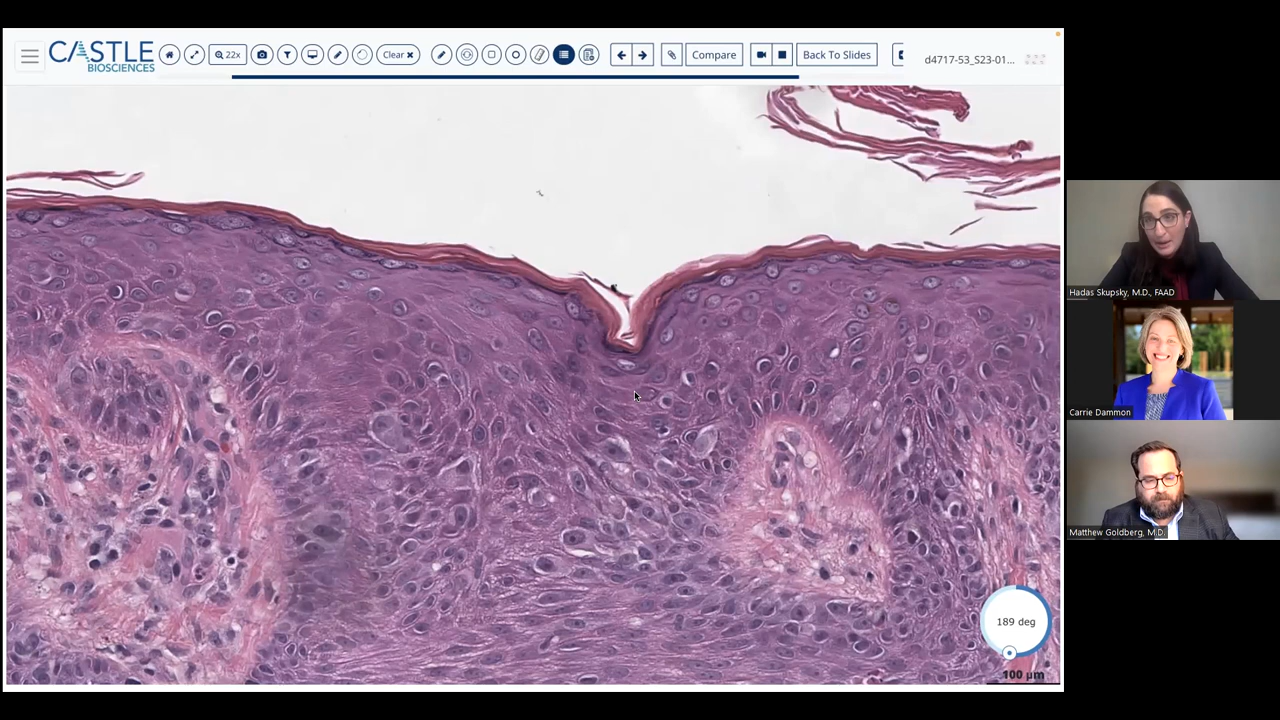 CASTLE
BIOSCIENCES
22x
Clear ×
Compare
Back To Slides
d4717-53_S23-01...
Hadas Skupsky, M.D., FAAD
Carrie Dammon
Matthew Goldberg, M.D.
189 deg
100 µm